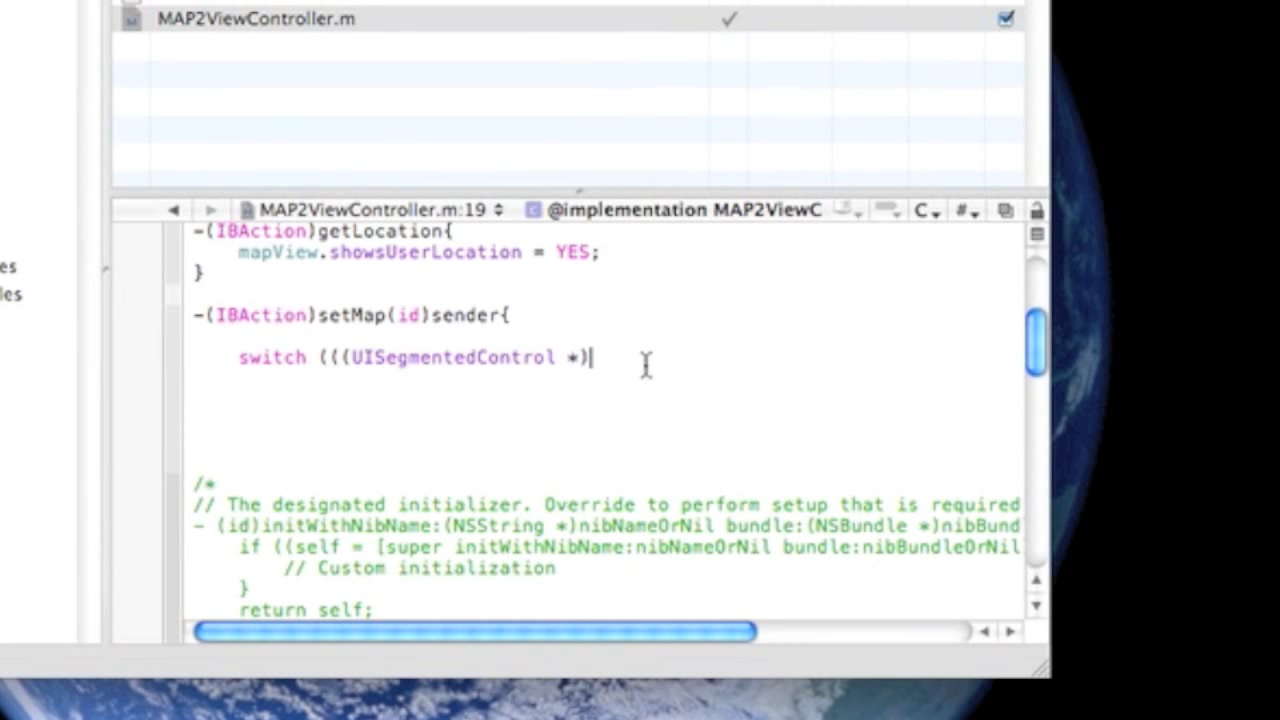 MAP2ViewController.m
MAP2ViewController.m:19 @implementation MAP2ViewC C #
-(IBAction)getLocation{
mapView.showsUserLocation = YES;
}
es
les
-(IBAction)setMap(id)sender{
switch (((UISegmentedControl *)
/*
// The designated initializer. Override to perform setup that is required
- (id)initWithNibName:(NSString *)nibNameOrNil bundle:(NSBundle *)nibBund
if ((self = [super initWithNibName:nibNameOrNil bundle:nibBundleOrNil
// Custom initialization
}
return self;